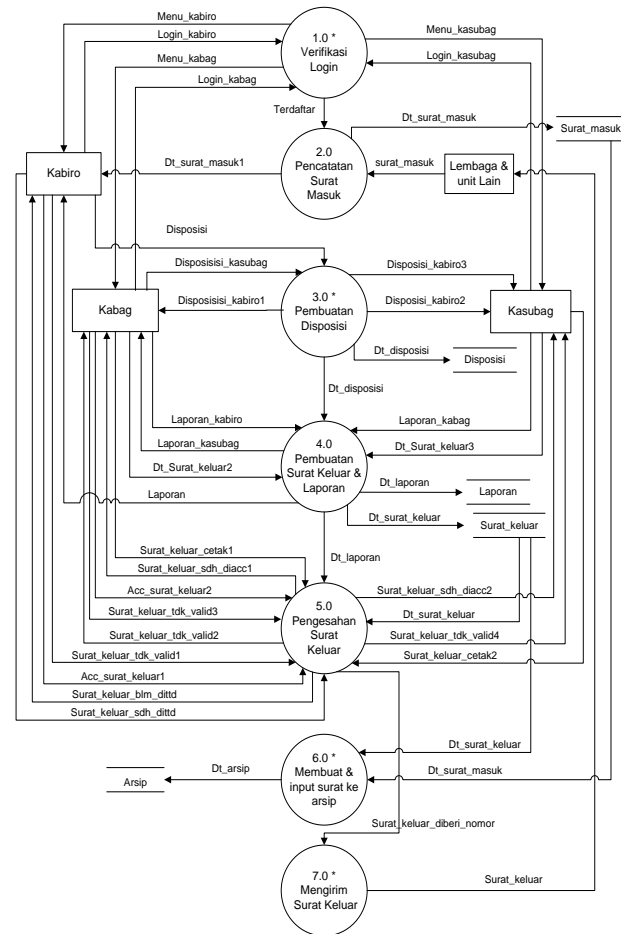 Menu_kabiro
Login_kabiro
Menu_kabag
Login_kabag
1.0 *
Verifikasi
Login
Menu_kasubag
Login_kasubag
Terdaftar
Dt_surat_masuk
Surat_masuk
Kabiro
Dt_surat_masuk1
2.0
Pencatatan
Surat
Masuk
surat_masuk
Lembaga &
unit Lain
Disposisi
Disposisisi_kasubag
Disposisi_kabiro3
Kabag
Disposisisi_kabiro1
3.0 *
Pembuatan
Disposisi
Disposisi_kabiro2
Kasubag
Dt_disposisi
Disposisi
Dt_disposisi
Laporan_kabiro
Laporan_kasubag
Dt_Surat_keluar2
Laporan
4.0
Pembuatan
Surat Keluar &
Laporan
Laporan_kabag
Dt_Surat_keluar3
Dt_laporan
Laporan
Dt_surat_keluar
Surat_keluar
Dt_laporan
Surat_keluar_cetak1
Surat_keluar_sdh_diacc1
Acc_surat_keluar2
Surat_keluar_tdk_valid3
Surat_keluar_tdk_valid2
Surat_keluar_tdk_valid1
Acc_surat_keluar1
Surat_keluar_blm_dittd
Surat_keluar_sdh_dittd
5.0
Pengesahan
Surat
Keluar
Surat_keluar_sdh_diacc2
Dt_surat_keluar
Surat_keluar_tdk_valid4
Surat_keluar_cetak2
Dt_surat_keluar
Arsip
Dt_arsip
6.0 *
Membuat &
input surat ke
arsip
Dt_surat_masuk
Surat_keluar_diberi_nomor
7.0 *
Mengirim
Surat Keluar
Surat_keluar